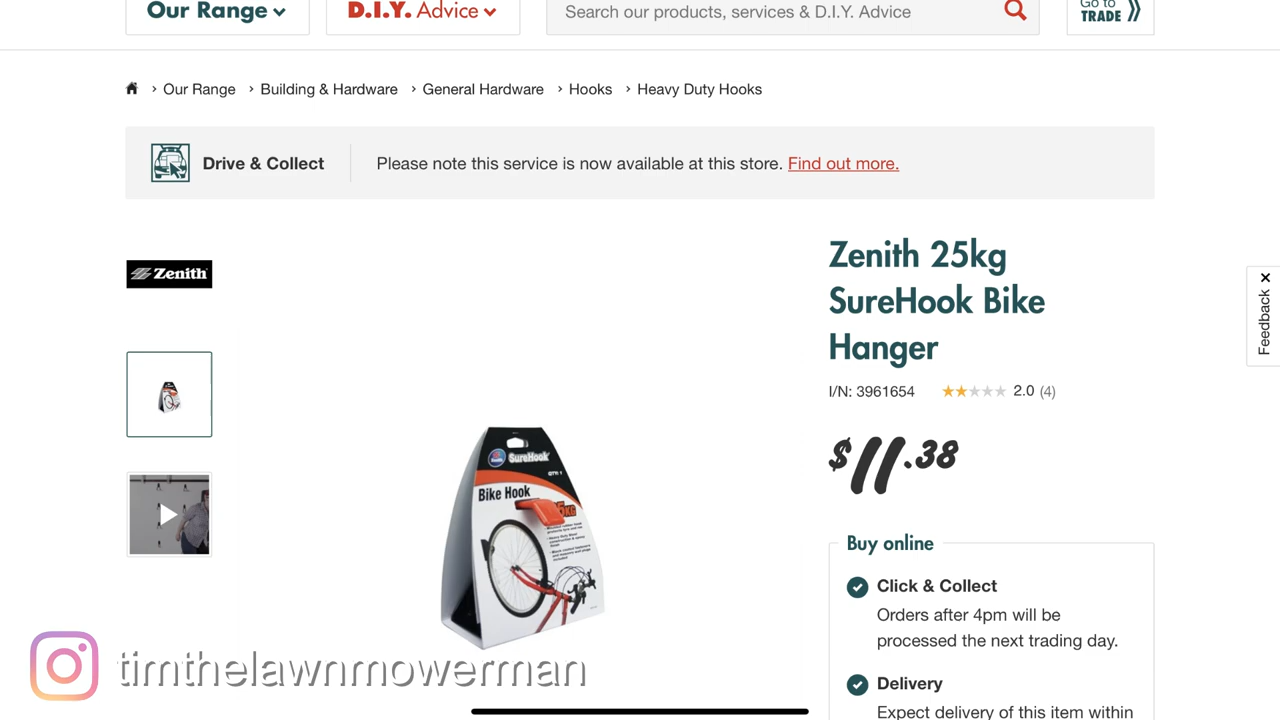 Our Range
D.I.Y. Advice
Search our products, services & D.I.Y. Advice
Go to
TRADE
Our Range
Building & Hardware
General Hardware
Hooks
Heavy Duty Hooks
Drive & Collect
Please note this service is now available at this store. Find out more.
Zenith
Zenith 25kg
SureHook Bike
Hanger
I/N: 3961654
2.0 (4)
$11.38
Feedback ×
SureHook
QTY: 1
Bike Hook
Buy online
Click & Collect
Orders after 4pm will be
processed the next trading day.
Delivery
Expect delivery of this item within
timthelawnmowerman